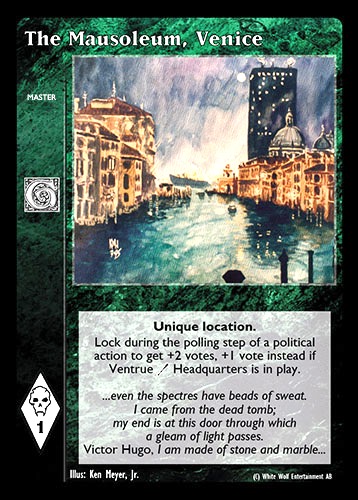 The Mausoleum, Venice
MASTER
Unique location.
Lock during the polling step of a political
action to get +2 votes, +1 vote instead if
Ventrue Headquarters is in play.
...even the spectres have beads of sweat.
I came from the dead tomb;
my end is at this door through which
a gleam of light passes.
Victor Hugo, I am made of stone and marble...
1
Illus: Ken Meyer, Jr.
(C) White Wolf Entertainment AB